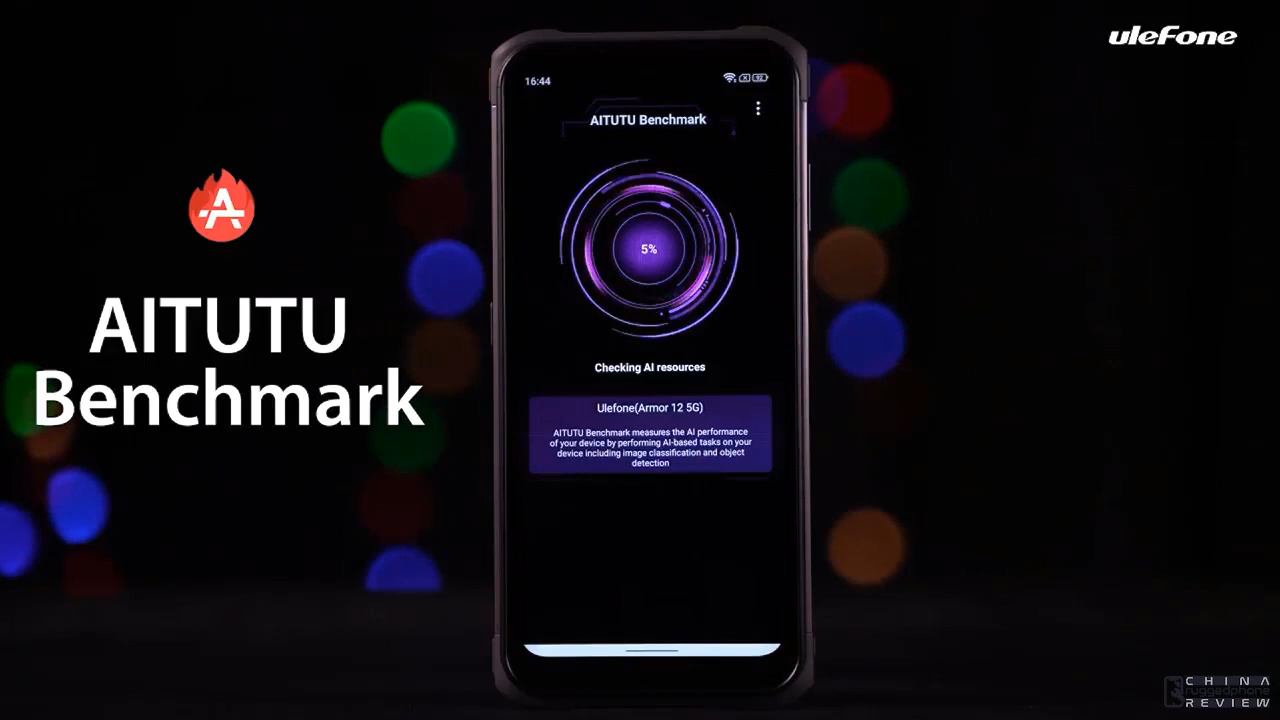 ulefone
16:44
92
AITUTU Benchmark
5%
Checking AI resources
Ulefone(Armor 12 5G)
AITUTU Benchmark measures the AI performance
of your device by performing AI-based tasks on your
device including image classification and object
detection
A
AITUTU
Benchmark
CHINA
ruggedphone
REVIEW